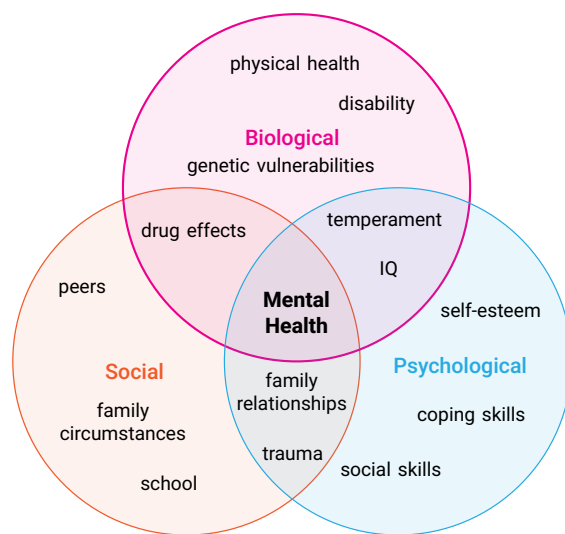 physical health
disability
Biological
genetic vulnerabilities
drug effects
temperament
IQ
peers
Mental
Health
self-esteem
Social
Psychological
family
relationships
family
circumstances
coping skills
trauma
social skills
school